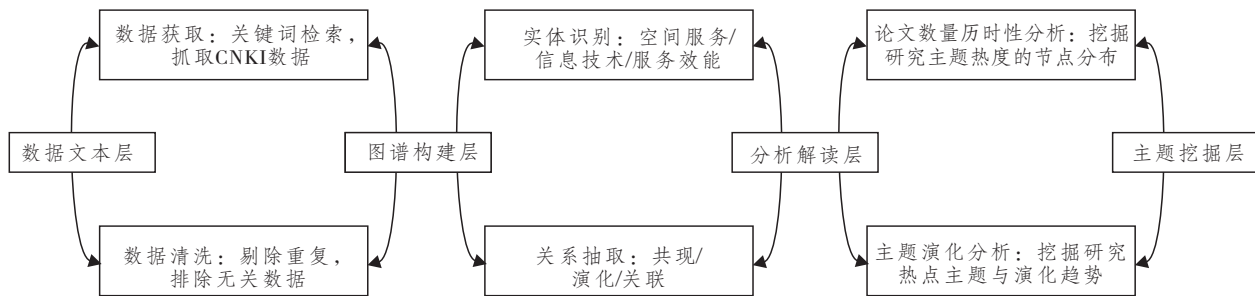 数据获取：关键词检索，
抓取CNKI数据
实体识别：空间服务/
信息技术/服务效能
论文数量历时性分析：挖掘
研究主题热度的节点分布
数据文本层
图谱构建层
分析解读层
主题挖掘层
数据清洗：剔除重复，
排除无关数据
关系抽取：共现/
演化/关联
主题演化分析：挖掘研究
热点主题与演化趋势